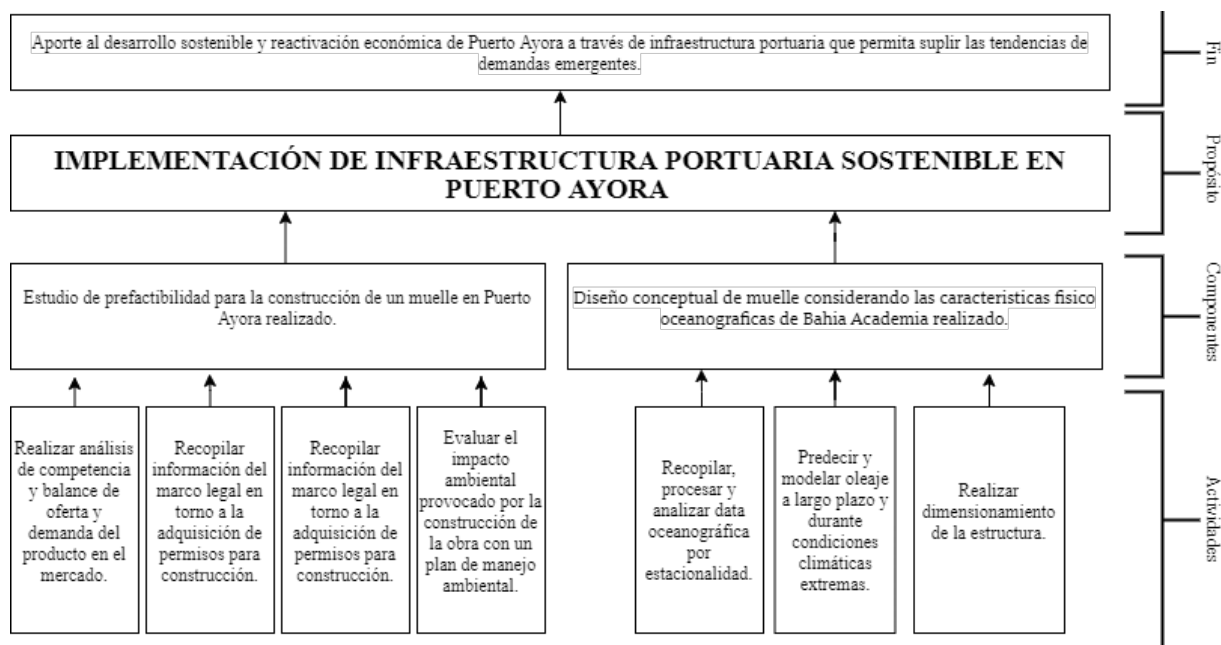 Aporte al desarrollo sostenible y reactivación económica de Puerto Ayora a través de infraestructura portuaria que permita suplir las tendencias de
demandas emergentes.
Fin
IMPLEMENTACIÓN DE INFRAESTRUCTURA PORTUARIA SOSTENIBLE EN
PUERTO AYORA
Propósito
Estudio de prefactibilidad para la construcción de un muelle en Puerto
Ayora realizado.
Diseño conceptual de muelle considerando las caracteristicas fisico
oceanograficas de Bahia Academia realizado.
Componentes
Realizar análisis
de competencia
y balance de
oferta y
demanda del
producto en el
mercado.
Recopilar
información del
marco legal en
torno a la
adquisición de
permisos para
construcción.
Recopilar
información del
marco legal en
torno a la
adquisición de
permisos para
construcción.
Evaluar el
impacto
ambiental
provocado por la
construcción de
la obra con un
plan de manejo
ambiental.
Recopilar,
procesar y
analizar data
oceanográfica
por
estacionalidad.
Predecir y
modelar oleaje
a largo plazo y
durante
condiciones
climáticas
extremas.
Realizar
dimensionamiento
de la estructura.
Actividades